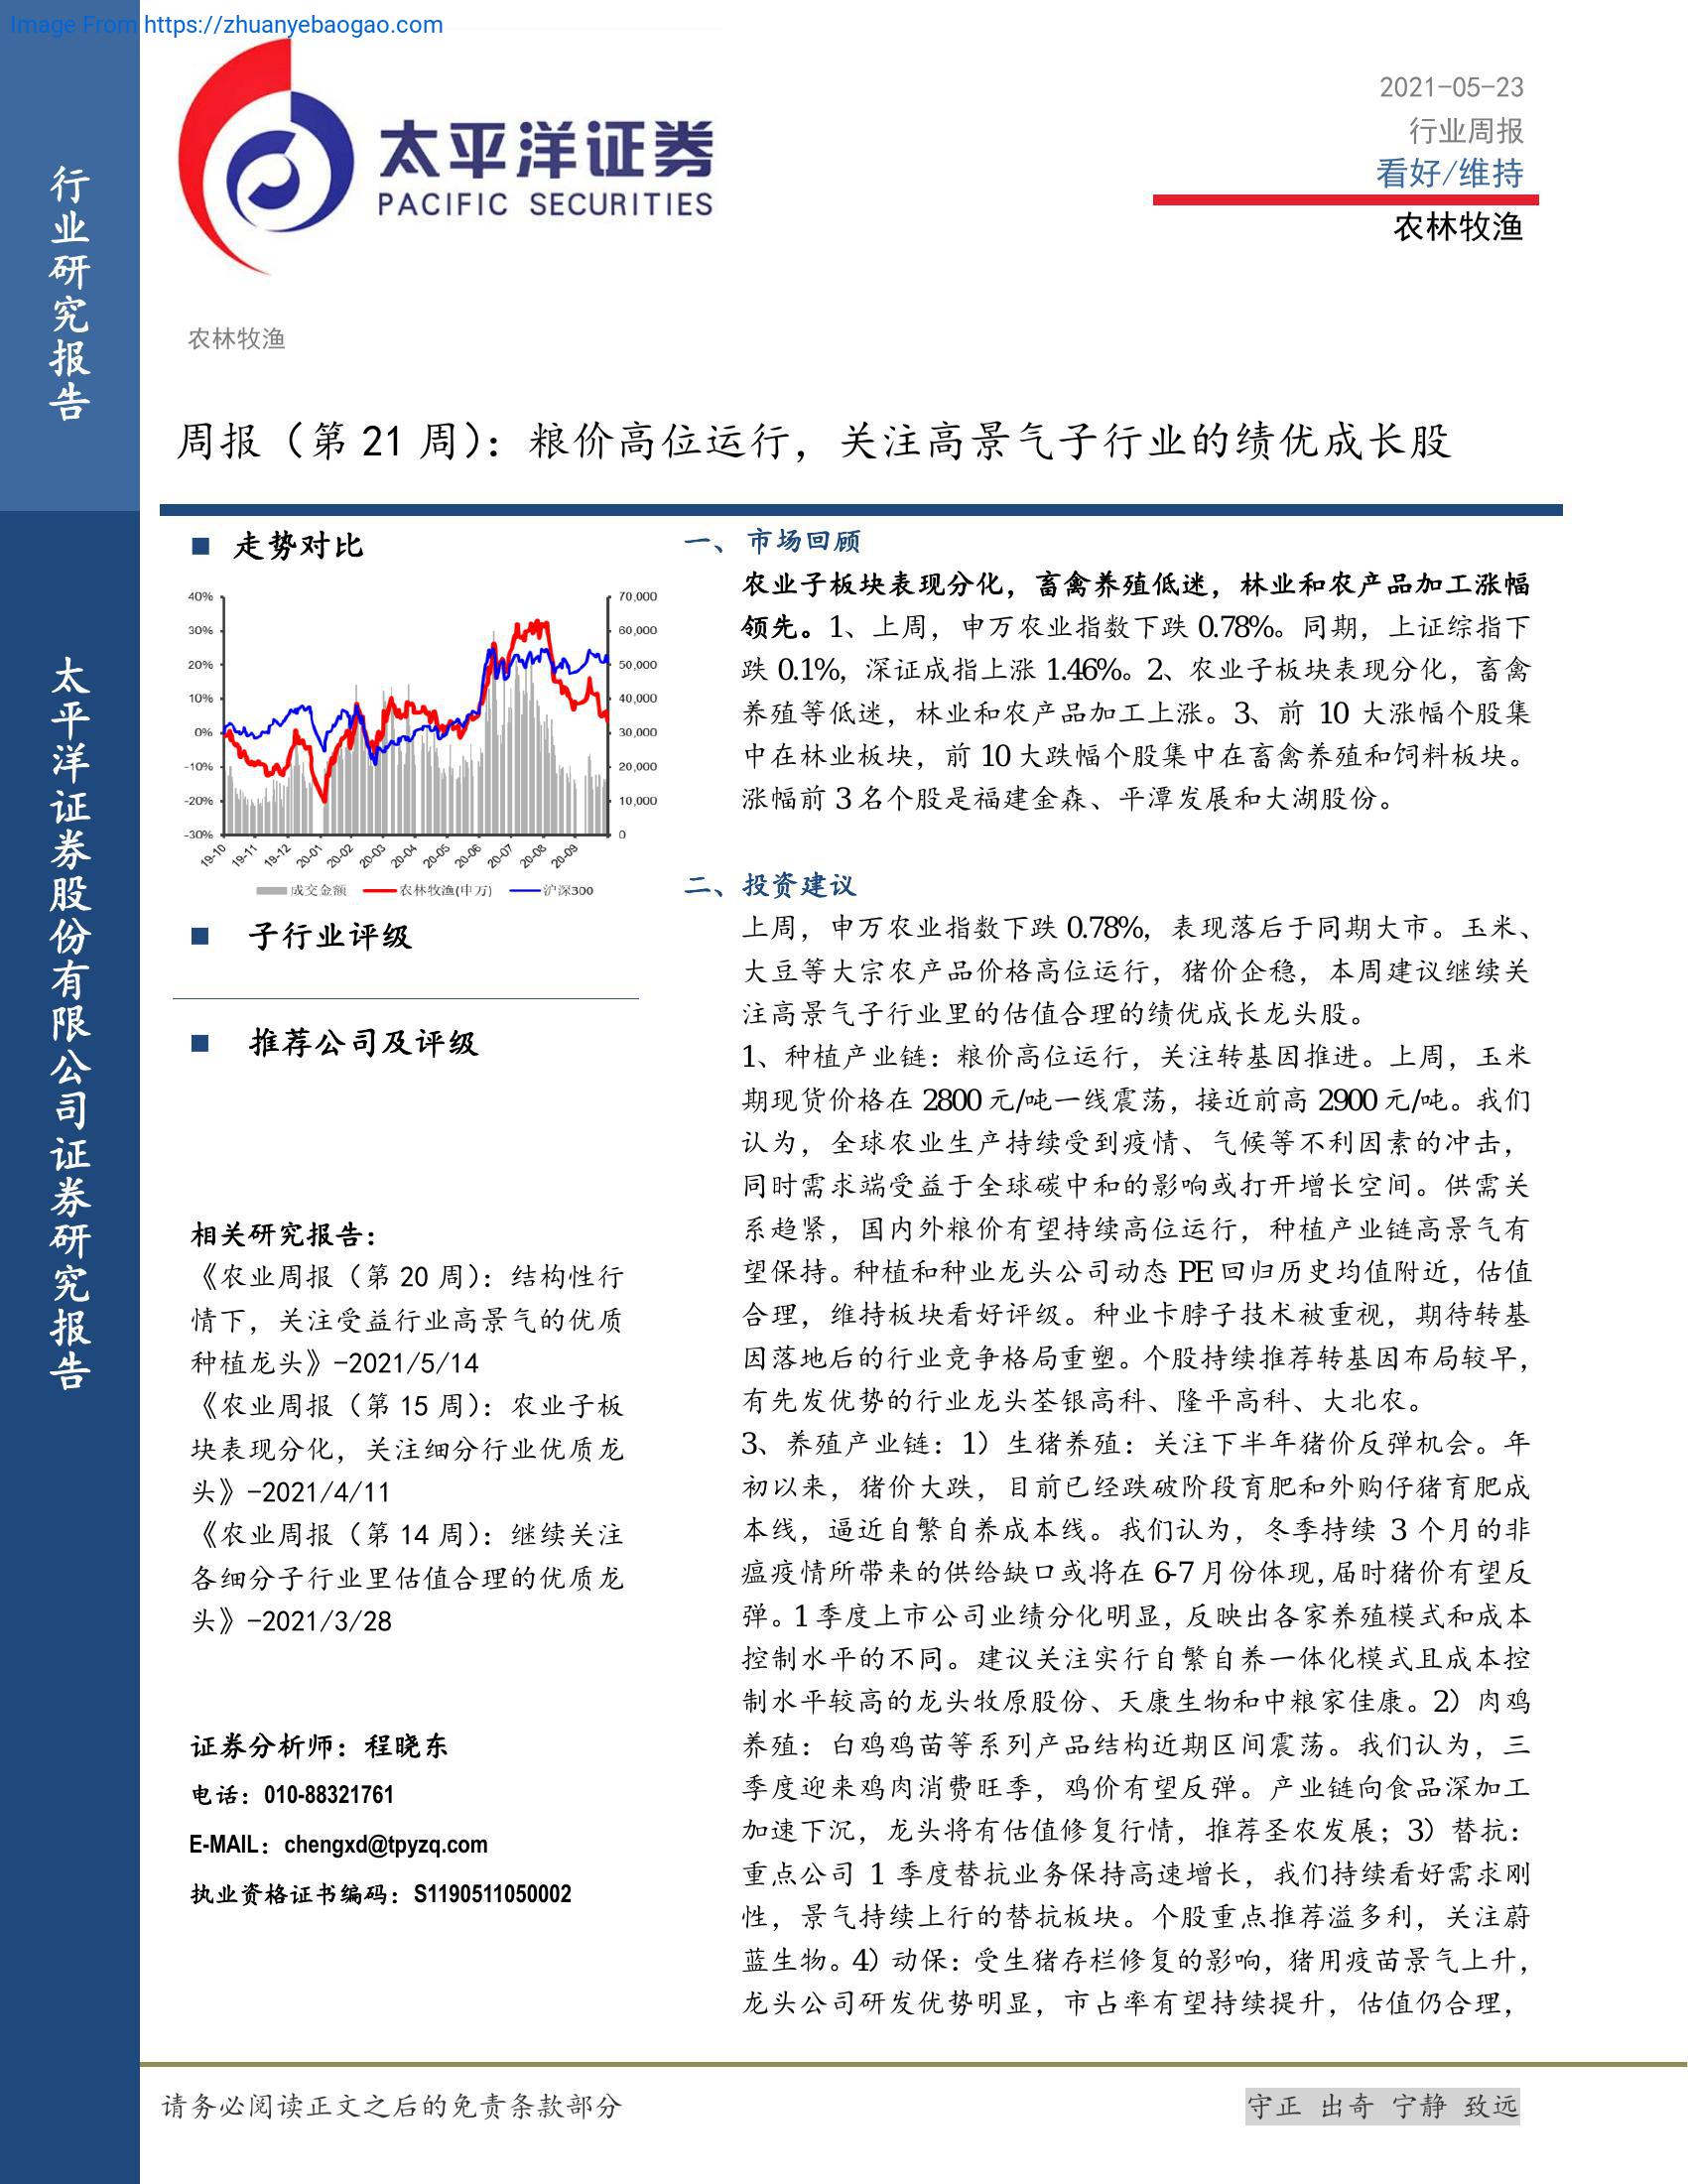 Image From https://zhuanyebaogao.com
行业研究报告
太平洋证券股份有限公司证券研究报告
太平洋证券
PACIFIC SECURITIES
2021-05-23
行业周报
看好/维持
农林牧渔
农林牧渔
周报（第 21 周）：粮价高位运行，关注高景气子行业的绩优成长股
■ 走势对比
40%
30%
20%
10%
0%
-10%
-20%
-30%
70,000
60,000
50,000
40,000
30,000
20,000
10,000
0
19-10 19-11 19-12 20-01 20-02 20-03 20-04 20-05 20-06 20-07 20-08 20-09
成交金额 农林牧渔(申万) 沪深300
■ 子行业评级
■ 推荐公司及评级
相关研究报告：
《农业周报（第 20 周）：结构性行
情下，关注受益行业高景气的优质
种植龙头》-2021/5/14
《农业周报（第 15 周）：农业子板
块表现分化，关注细分行业优质龙
头》-2021/4/11
《农业周报（第 14 周）：继续关注
各细分子行业里估值合理的优质龙
头》-2021/3/28
证券分析师：程晓东
电话：010-88321761
E-MAIL：chengxd@tpyzq.com
执业资格证书编码：S1190511050002
一、 市场回顾
农业子板块表现分化，畜禽养殖低迷，林业和农产品加工涨幅
领先。1、上周，申万农业指数下跌 0.78%。同期，上证综指下
跌 0.1%，深证成指上涨 1.46%。2、农业子板块表现分化，畜禽
养殖等低迷，林业和农产品加工上涨。3、前 10 大涨幅个股集
中在林业板块，前 10 大跌幅个股集中在畜禽养殖和饲料板块。
涨幅前 3 名个股是福建金森、平潭发展和大湖股份。
二、投资建议
上周，申万农业指数下跌 0.78%，表现落后于同期大市。玉米、
大豆等大宗农产品价格高位运行，猪价企稳，本周建议继续关
注高景气子行业里的估值合理的绩优成长龙头股。
1、种植产业链：粮价高位运行，关注转基因推进。上周，玉米
期现货价格在 2800 元/吨一线震荡，接近前高 2900 元/吨。我们
认为，全球农业生产持续受到疫情、气候等不利因素的冲击，
同时需求端受益于全球碳中和的影响或打开增长空间。供需关
系趋紧，国内外粮价有望持续高位运行，种植产业链高景气有
望保持。种植和种业龙头公司动态 PE 回归历史均值附近，估值
合理，维持板块看好评级。种业卡脖子技术被重视，期待转基
因落地后的行业竞争格局重塑。个股持续推荐转基因布局较早，
有先发优势的行业龙头荃银高科、隆平高科、大北农。
3、养殖产业链：1）生猪养殖：关注下半年猪价反弹机会。年
初以来，猪价大跌，目前已经跌破阶段育肥和外购仔猪育肥成
本线，逼近自繁自养成本线。我们认为，冬季持续 3 个月的非
瘟疫情所带来的供给缺口或将在 6-7 月份体现，届时猪价有望反
弹。1 季度上市公司业绩分化明显，反映出各家养殖模式和成本
控制水平的不同。建议关注实行自繁自养一体化模式且成本控
制水平较高的龙头牧原股份、天康生物和中粮家佳康。2）肉鸡
养殖：白鸡鸡苗等系列产品结构近期区间震荡。我们认为，三
季度迎来鸡肉消费旺季，鸡价有望反弹。产业链向食品深加工
加速下沉，龙头将有估值修复行情，推荐圣农发展；3）替抗：
重点公司 1 季度替抗业务保持高速增长，我们持续看好需求刚
性，景气持续上行的替抗板块。个股重点推荐溢多利，关注蔚
蓝生物。4）动保：受生猪存栏修复的影响，猪用疫苗景气上升，
龙头公司研发优势明显，市占率有望持续提升，估值仍合理，
请务必阅读正文之后的免责条款部分
守正 出奇 宁静 致远